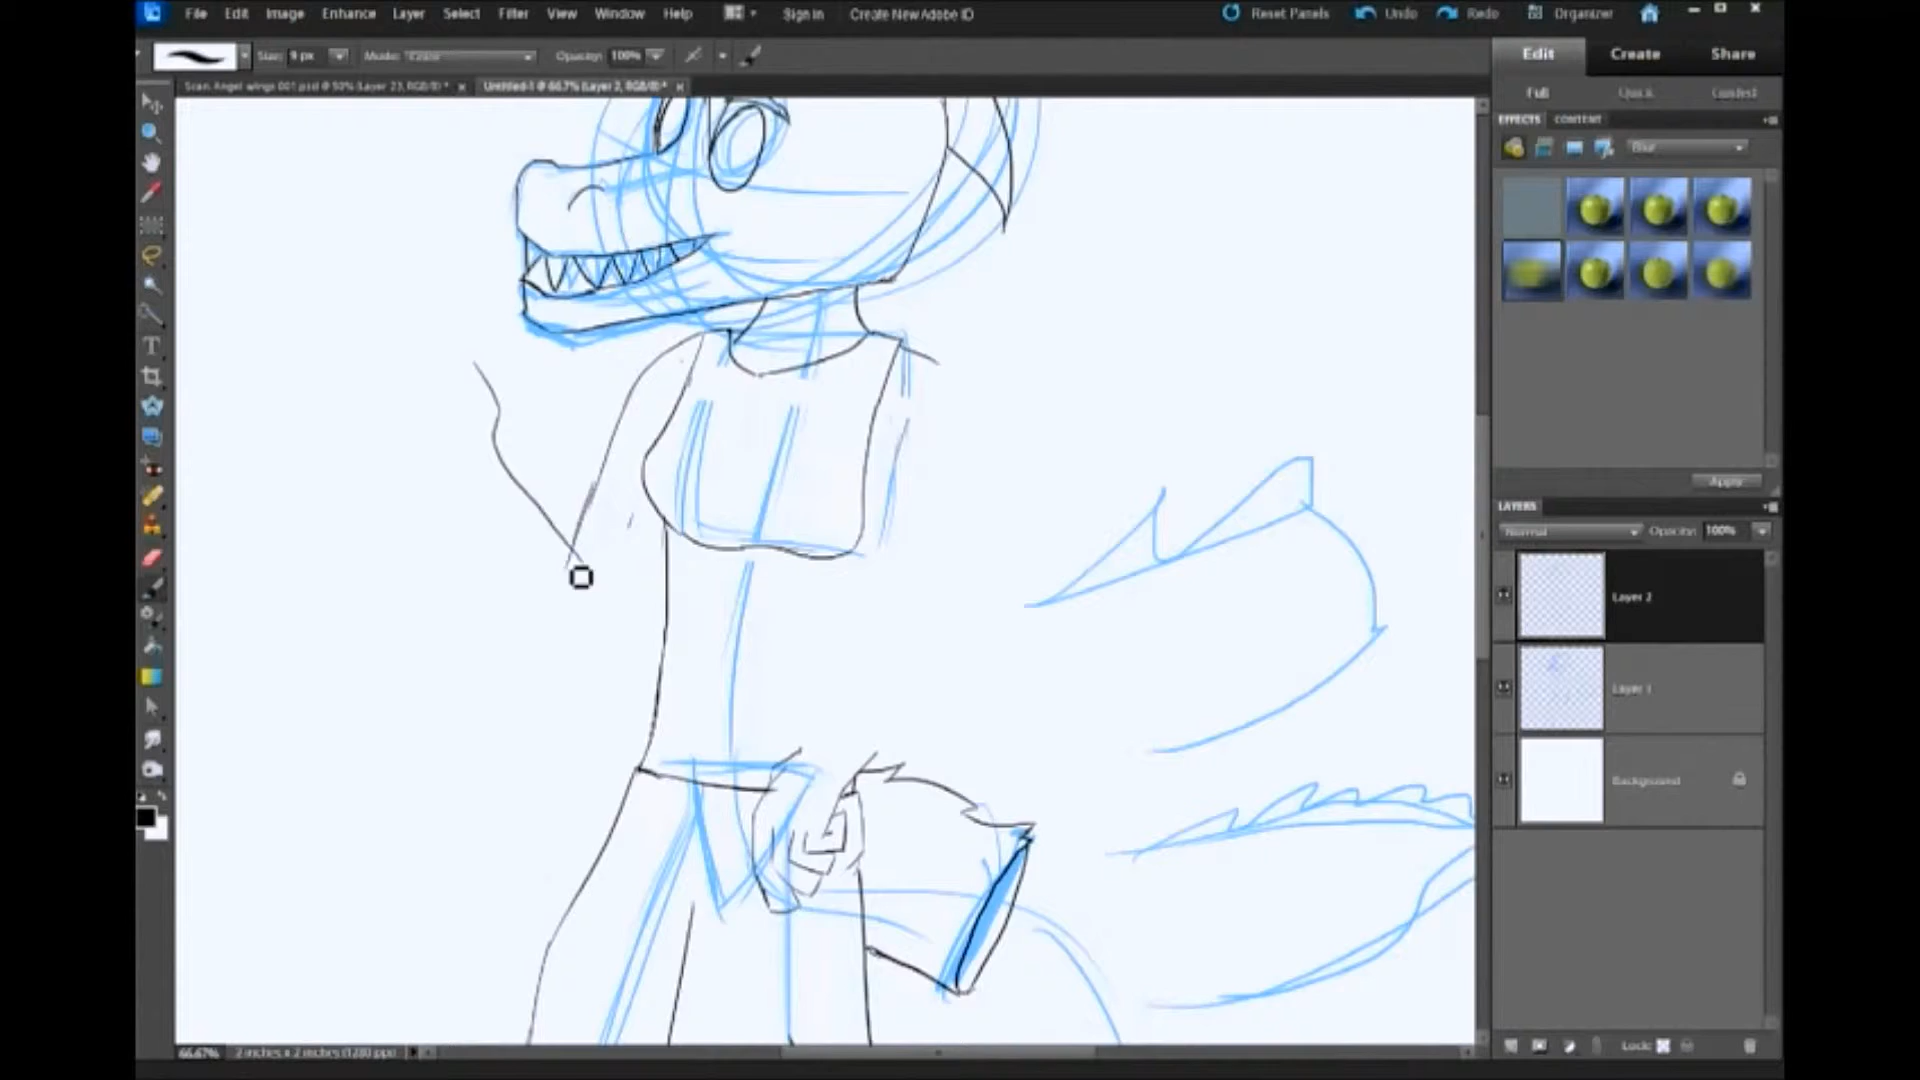 File Edit Image Enhance Layer Select Filter View Window Help Sign In Create New Adobe ID Reset Panels Undo Redo Organizer
Size: 9 px Mode: Color Opacity: 100%
Edit Create Share
Scan Angel wings 001.psd @ 50% (Layer 23, RGB/8) * Untitled-1 @ 66.7% (Layer 2, RGB/8) *
Full Quick Guided
EFFECTS CONTENT
Blur
Apply
LAYERS
Normal Opacity: 100%
Layer 2
Layer 1
Background
Lock:
66.67% 2 inches x 2 inches (1280 ppi)